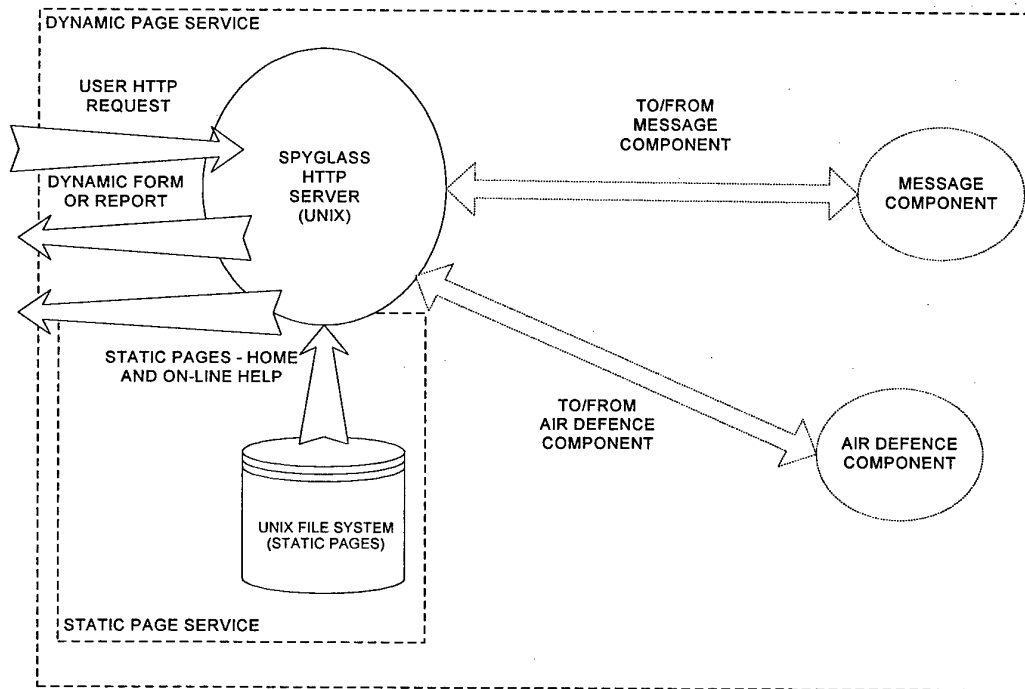 DYNAMIC PAGE SERVICE
USER HTTP
REQUEST
DYNAMIC FORM
OR REPORT
SPYGLASS
HTTP
SERVER
(UNIX)
TO/FROM
MESSAGE
COMPONENT
MESSAGE
COMPONENT
STATIC PAGES - HOME
AND ON-LINE HELP
TO/FROM
AIR DEFENCE
COMPONENT
AIR DEFENCE
COMPONENT
UNIX FILE SYSTEM
(STATIC PAGES)
STATIC PAGE SERVICE